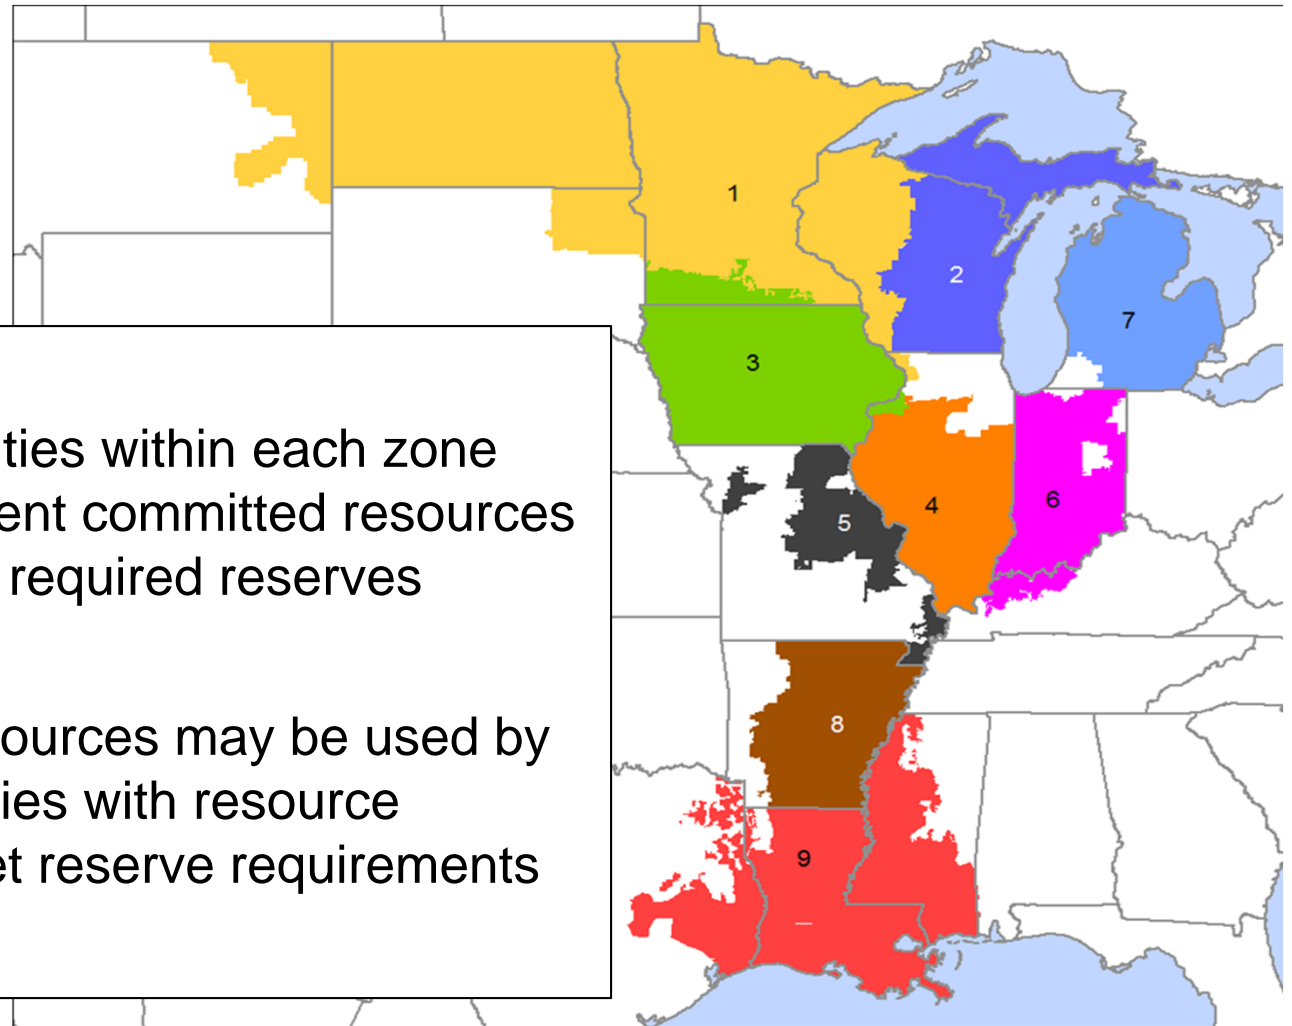 1
2
7
3
ties within each zone
4
6
ent committed resources
5
required reserves
8
ources may be used by
ies with resource
9
et reserve requirements